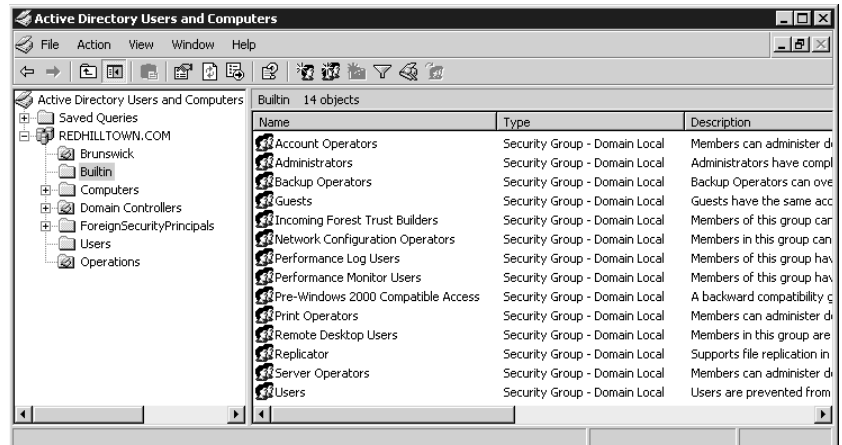 Active Directory Users and Computers
File Action View Window Help
Active Directory Users and Computers
Saved Queries
REDHILLTOWN.COM
Brunswick
Builtin
Computers
Domain Controllers
ForeignSecurityPrincipals
Users
Operations
Builtin 14 objects
Name Type Description
Account Operators Security Group - Domain Local Members can administer d
Administrators Security Group - Domain Local Administrators have compl
Backup Operators Security Group - Domain Local Backup Operators can ove
Guests Security Group - Domain Local Guests have the same acc
Incoming Forest Trust Builders Security Group - Domain Local Members of this group can
Network Configuration Operators Security Group - Domain Local Members in this group can
Performance Log Users Security Group - Domain Local Members of this group hav
Performance Monitor Users Security Group - Domain Local Members of this group hav
Pre-Windows 2000 Compatible Access Security Group - Domain Local A backward compatibility g
Print Operators Security Group - Domain Local Members can administer d
Remote Desktop Users Security Group - Domain Local Members in this group are
Replicator Security Group - Domain Local Supports file replication in
Server Operators Security Group - Domain Local Members can administer d
Users Security Group - Domain Local Users are prevented from